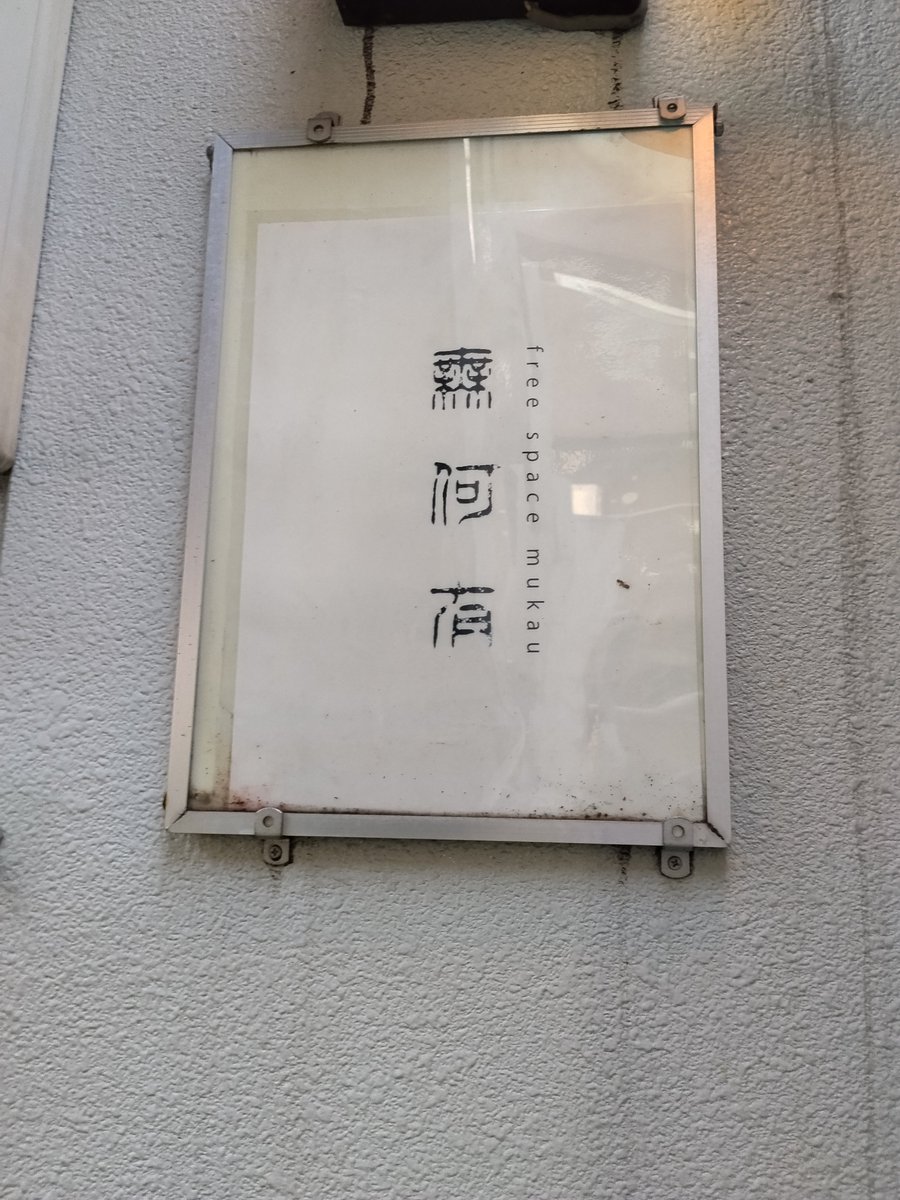 free space mukau
無何有